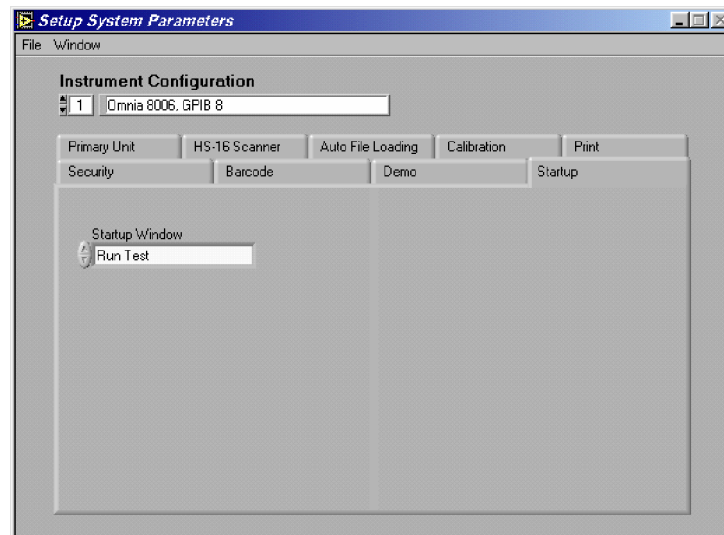 Setup System Parameters
File Window
Instrument Configuration
1 Omnia 8006, GPIB 8
Primary Unit HS-16 Scanner Auto File Loading Calibration Print
Security Barcode Demo Startup
Startup Window
Run Test